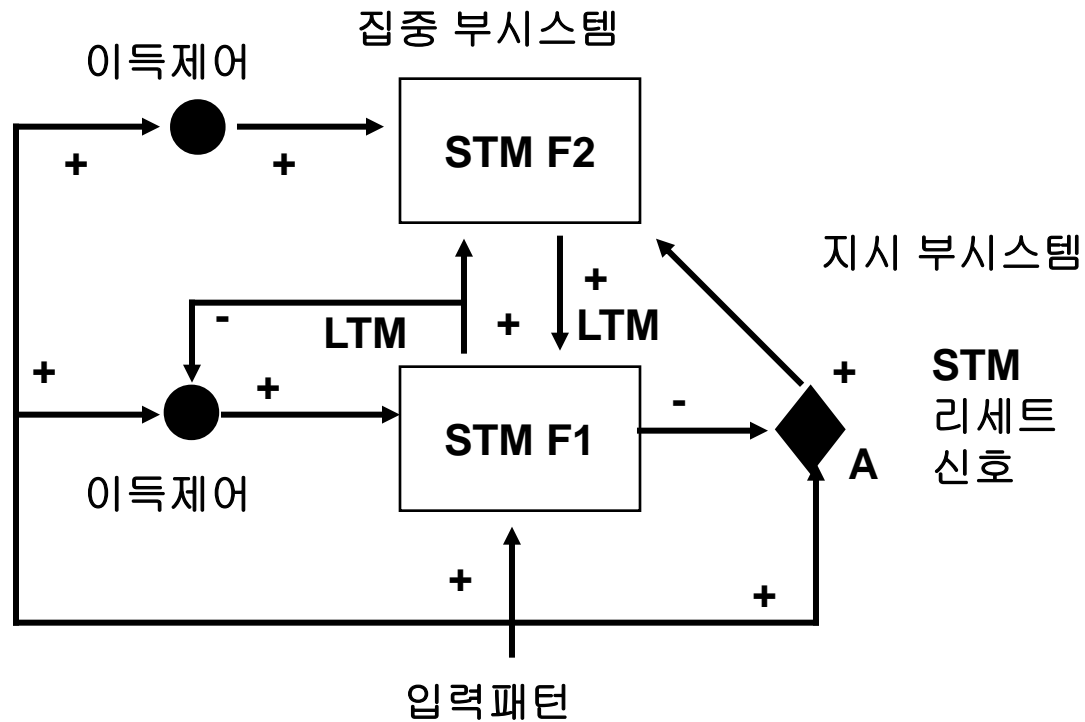 집중 부시스템
이득제어
STM F2
+
+
지시 부시스템
+
LTM
-
LTM
+
+
+
+
STM
리세트
신호
STM F1
-
A
이득제어
+
+
입력패턴